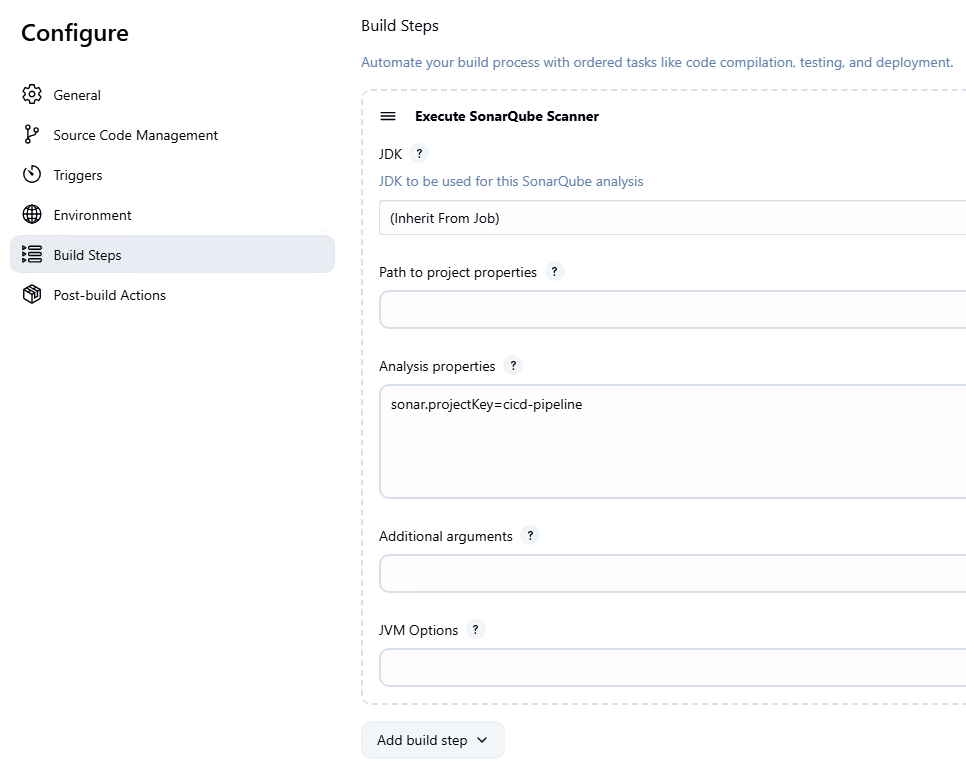 Configure
General
Source Code Management
Triggers
Environment
Build Steps
Post-build Actions
Build Steps
Automate your build process with ordered tasks like code compilation, testing, and deployment.
Execute SonarQube Scanner
JDK ?
JDK to be used for this SonarQube analysis
(Inherit From Job)
Path to project properties ?
Analysis properties ?
sonar.projectKey=cicd-pipeline
Additional arguments ?
JVM Options ?
Add build step